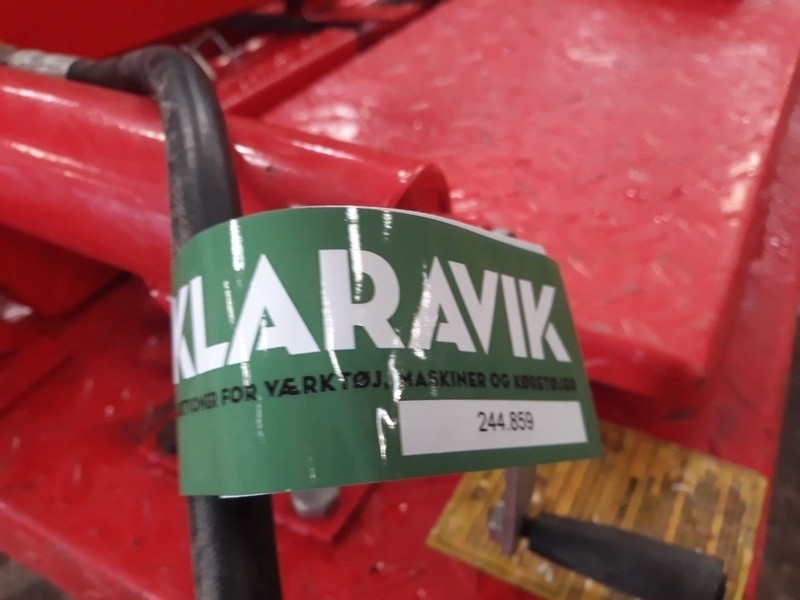 KLARAVIK
FOR VÆRKTØJ, MASKINER OG KØRETØJER
244.859